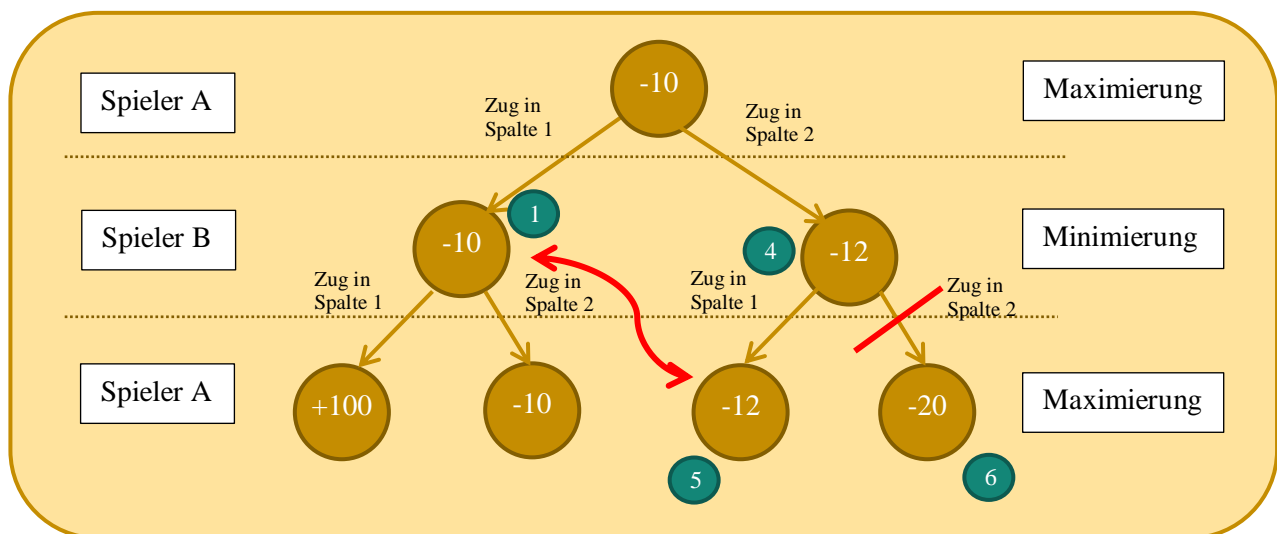 Spieler A
-10
Maximierung
Zug in
Spalte 1
Zug in
Spalte 2
Spieler B
-10
1
4
-12
Minimierung
Zug in
Spalte 1
Zug in
Spalte 2
Zug in
Spalte 1
Zug in
Spalte 2
Spieler A
+100
-10
-12
-20
Maximierung
5
6